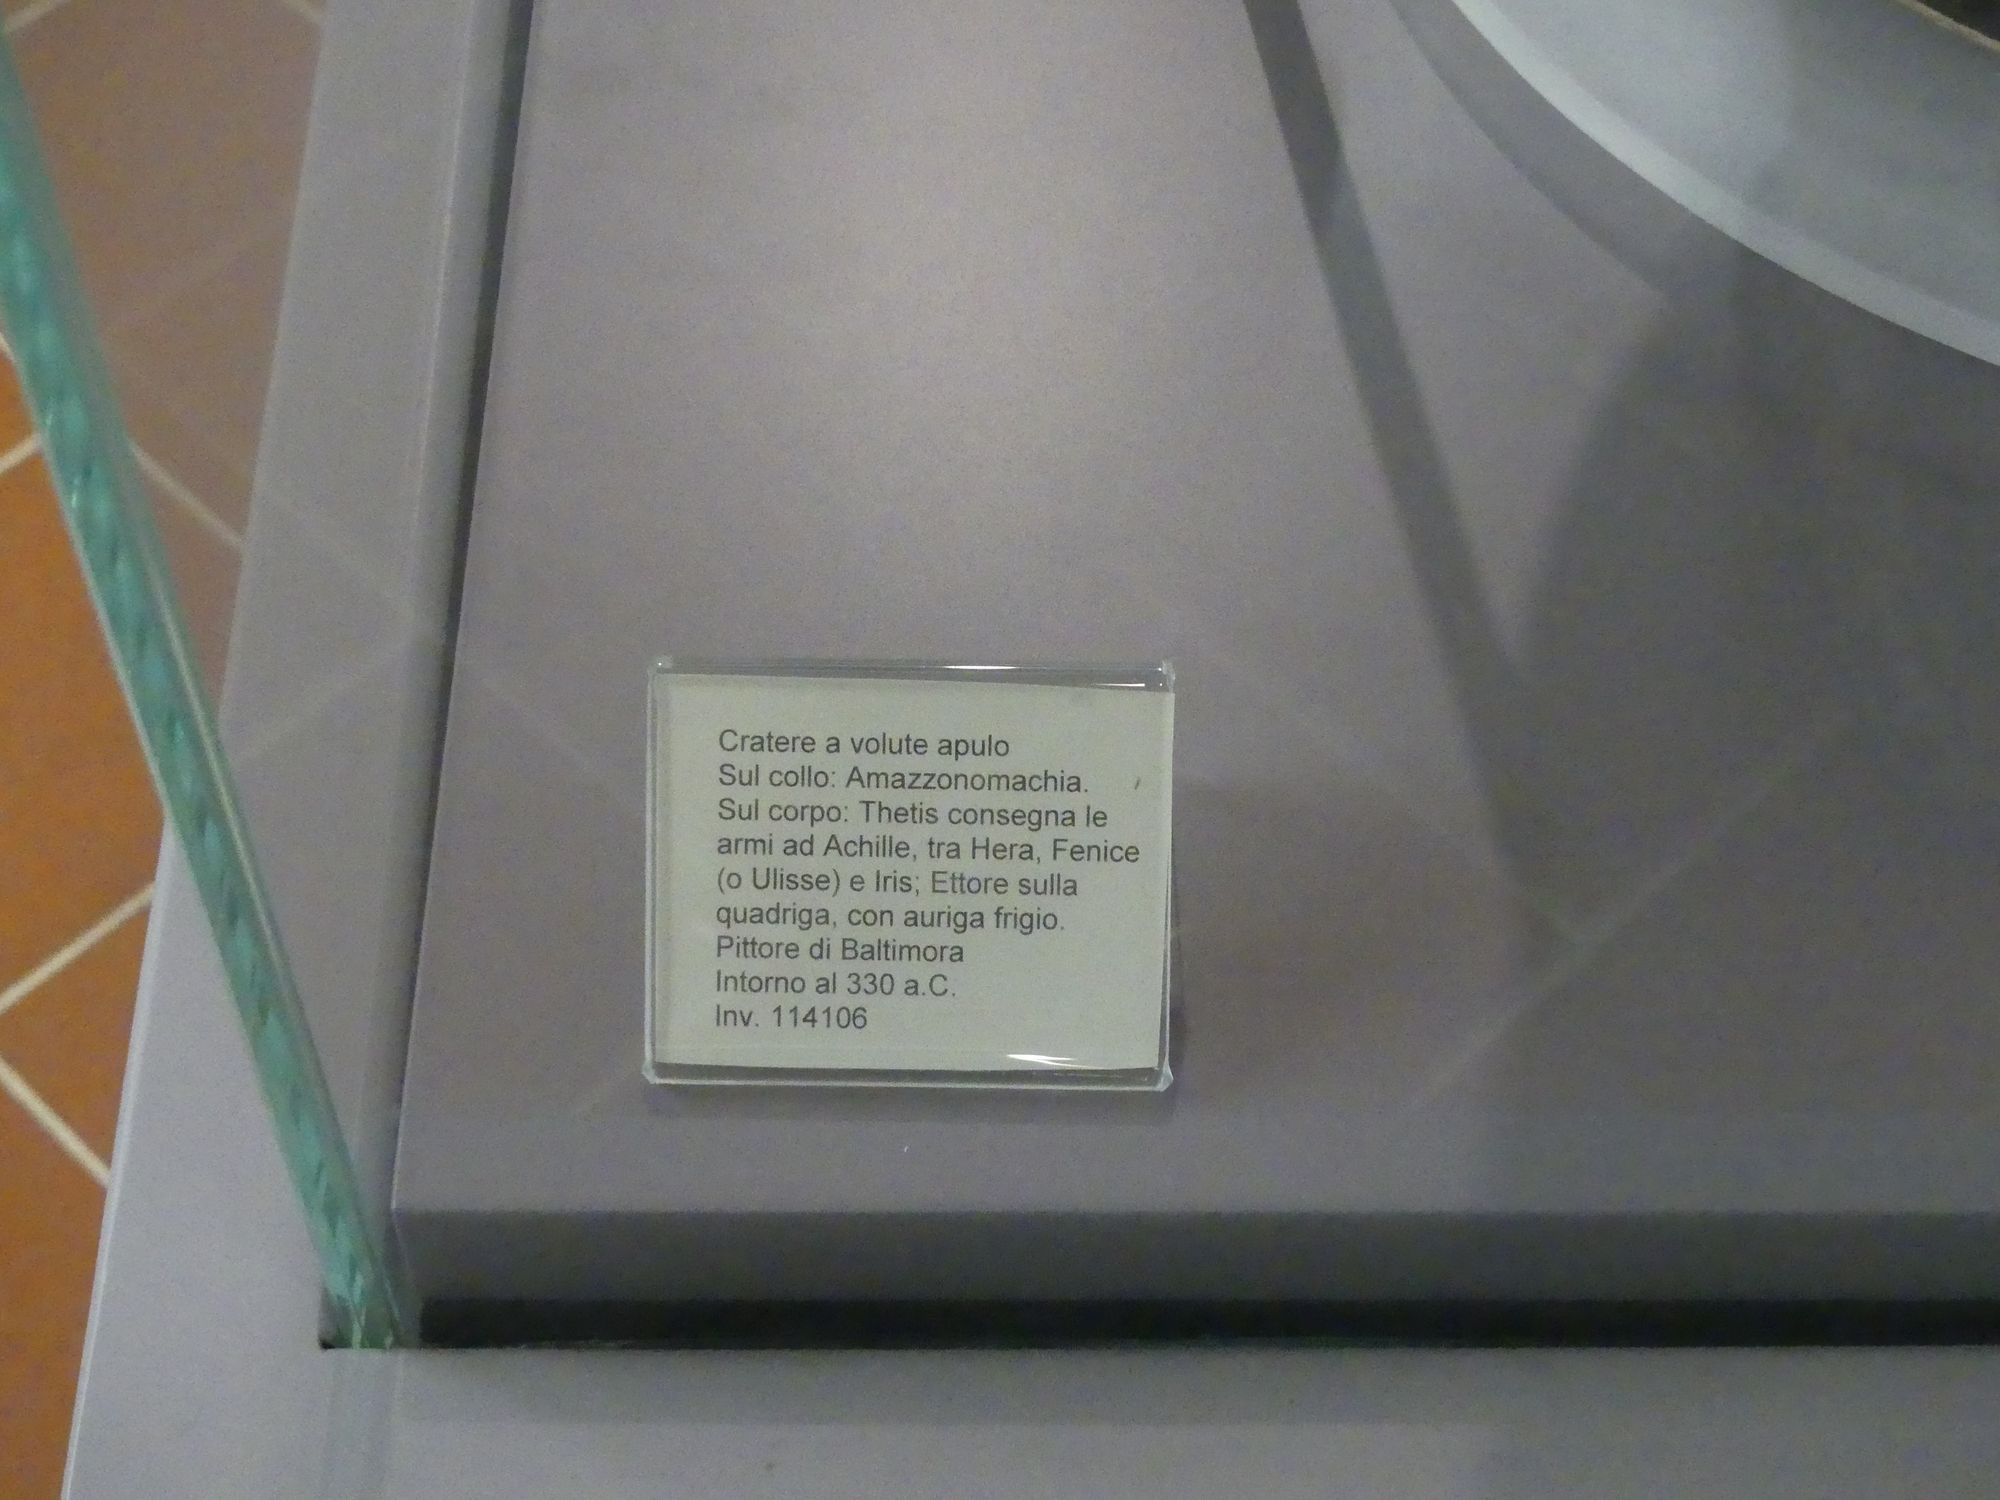 Cratere a volute apulo
Sul collo: Amazzonomachia.
Sul corpo: Thetis consegna le
armi ad Achille, tra Hera, Fenice
(o Ulisse) e Iris; Ettore sulla
quadriga, con auriga frigio.
Pittore di Baltimora
Intorno al 330 a.C.
Inv. 114106